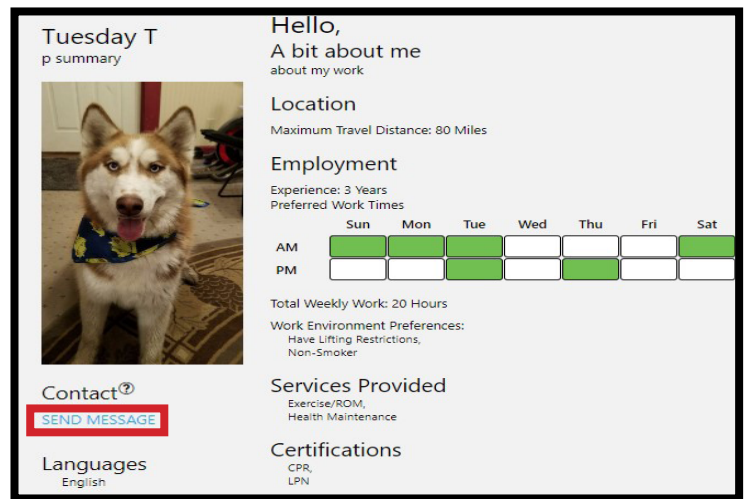 Tuesday T
p summary
Contact?
SEND MESSAGE
Languages
English
Hello,
A bit about me
about my work
Location
Maximum Travel Distance: 80 Miles
Employment
Experience: 3 Years
Preferred Work Times
Sun Mon Tue Wed Thu Fri Sat
AM
PM
Total Weekly Work: 20 Hours
Work Environment Preferences:
Have Lifting Restrictions,
Non-Smoker
Services Provided
Exercise/ROM,
Health Maintenance
Certifications
CPR,
LPN